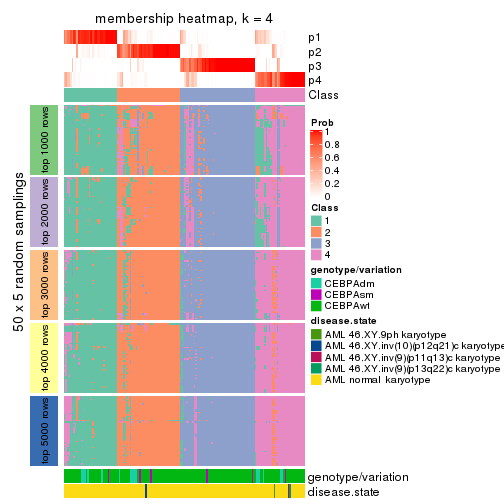 membership heatmap, k = 4
p1
p2
p3
p4
Class
50 x 5 random samplings
top 1000 rows
top 2000 rows
top 3000 rows
top 4000 rows
top 5000 rows
Prob
1
0.8
0.6
0.4
0.2
0
Class
1
2
3
4
genotype/variation
CEBPAdm
CEBPAsm
CEBPAwt
disease.state
AML 46.XY.9ph karyotype
AML 46.XY.inv(10)(p12q21)c karyotype
AML 46.XY.inv(9)(p11q13)c karyotype
AML 46.XY.inv(9)(p13q22)c karyotype
AML normal karyotype
genotype/variation
disease.state